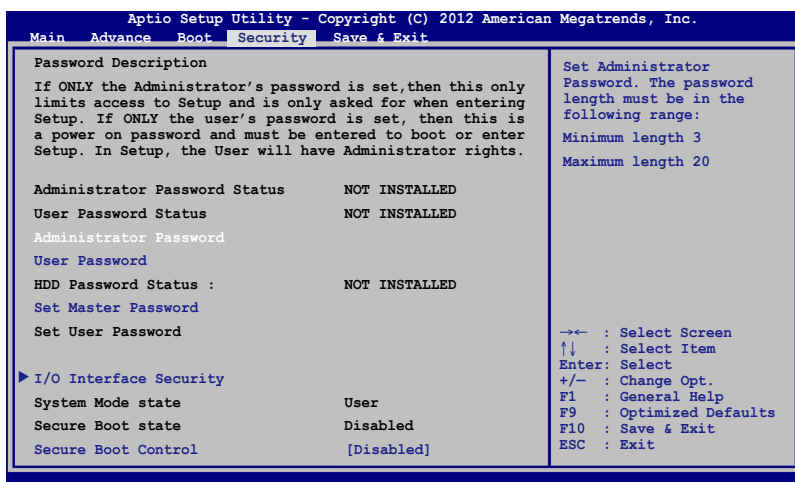 Aptio Setup Utility - Copyright (C) 2012 American Megatrends, Inc.
Main Advance Boot Security Save & Exit
Password Description
If ONLY the Administrator's password is set,then this only
limits access to Setup and is only asked for when entering
Setup. If ONLY the user's password is set, then this is
a power on password and must be entered to boot or enter
Setup. In Setup, the User will have Administrator rights.
Administrator Password Status NOT INSTALLED
User Password Status NOT INSTALLED
Administrator Password
User Password
HDD Password Status : NOT INSTALLED
Set Master Password
Set User Password
I/O Interface Security
System Mode state User
Secure Boot state Disabled
Secure Boot Control [Disabled]
Set Administrator
Password. The password
length must be in the
following range:
Minimum length 3
Maximum length 20
→← : Select Screen
↑↓ : Select Item
Enter: Select
+/— : Change Opt.
F1 : General Help
F9 : Optimized Defaults
F10 : Save & Exit
ESC : Exit